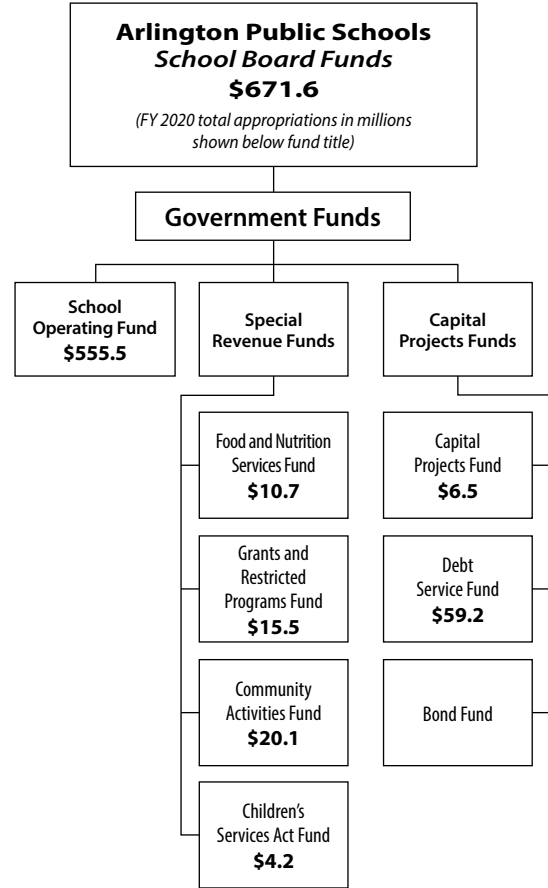 Arlington Public Schools
School Board Funds
$671.6
(FY 2020 total appropriations in millions
shown below fund title)
Government Funds
School
Operating Fund
$555.5
Special
Revenue Funds
Capital
Projects Funds
Food and Nutrition
Services Fund
$10.7
Grants and
Restricted
Programs Fund
$15.5
Community
Activities Fund
$20.1
Children's
Services Act Fund
$4.2
Capital
Projects Fund
$6.5
Debt
Service Fund
$59.2
Bond Fund